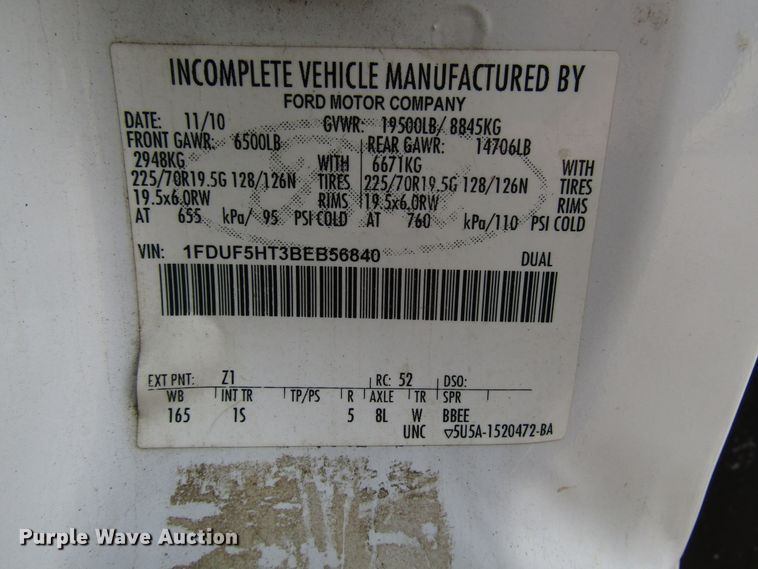 INCOMPLETE VEHICLE MANUFACTURED BY
FORD MOTOR COMPANY
DATE: 11/10 GVWR: 19500LB/ 8845KG
FRONT GAWR: 6500LB REAR GAWR: 14706LB
2948KG WITH 6671KG WITH
225/70R19.5G 128/126N TIRES 225/70R19.5G 128/126N TIRES
19.5x6.0RW RIMS 19.5x6.0RW RIMS
AT 655 kPa/ 95 PSI COLD AT 760 kPa/110 PSI COLD
VIN: 1FDUF5HT3BEB56840 DUAL
EXT PNT: Z1 RC: 52 DSO:
WB INT TR TP/PS R AXLE TR SPR
165 1S 5 8L W BBEE
UNC ▽5U5A-1520472-BA
Purple Wave Auction